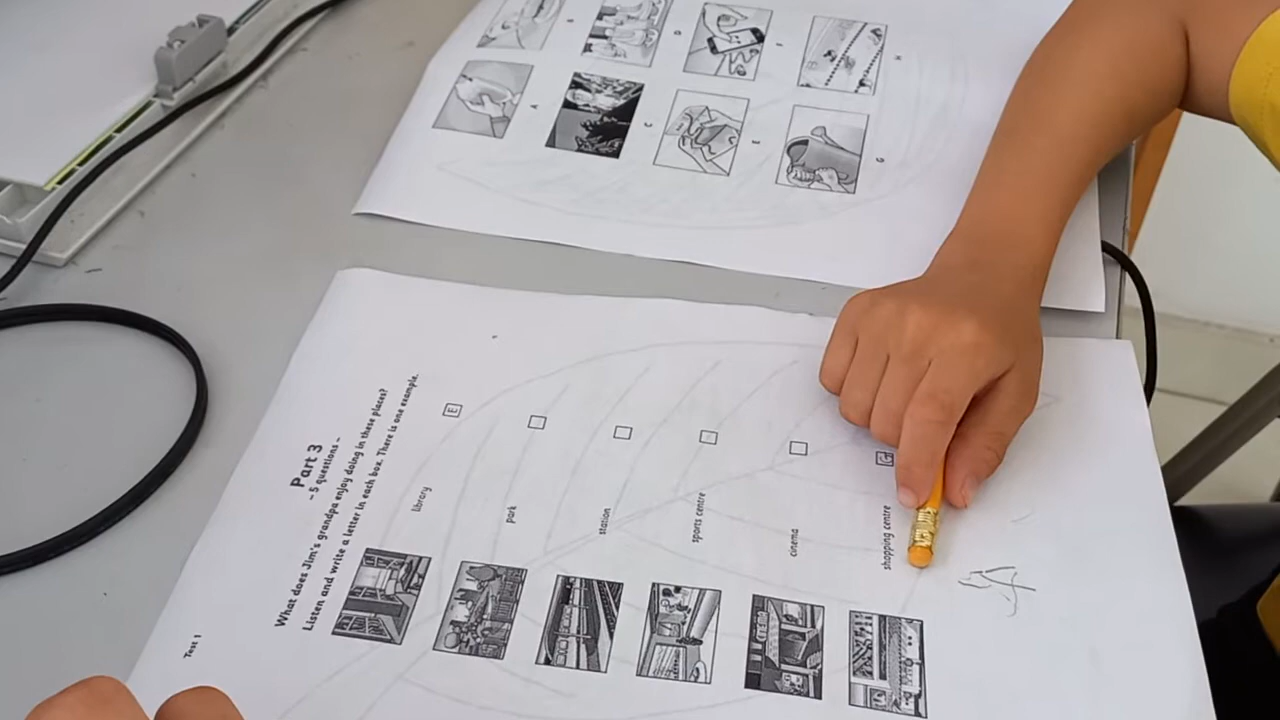 Test 1
Part 3
– 5 questions –
What does Jim's grandpa enjoy doing in these places?
Listen and write a letter in each box. There is one example.
library E
park
station
sports centre
cinema
shopping centre G
A
B
C
D
E
F
G
H
CINEMA